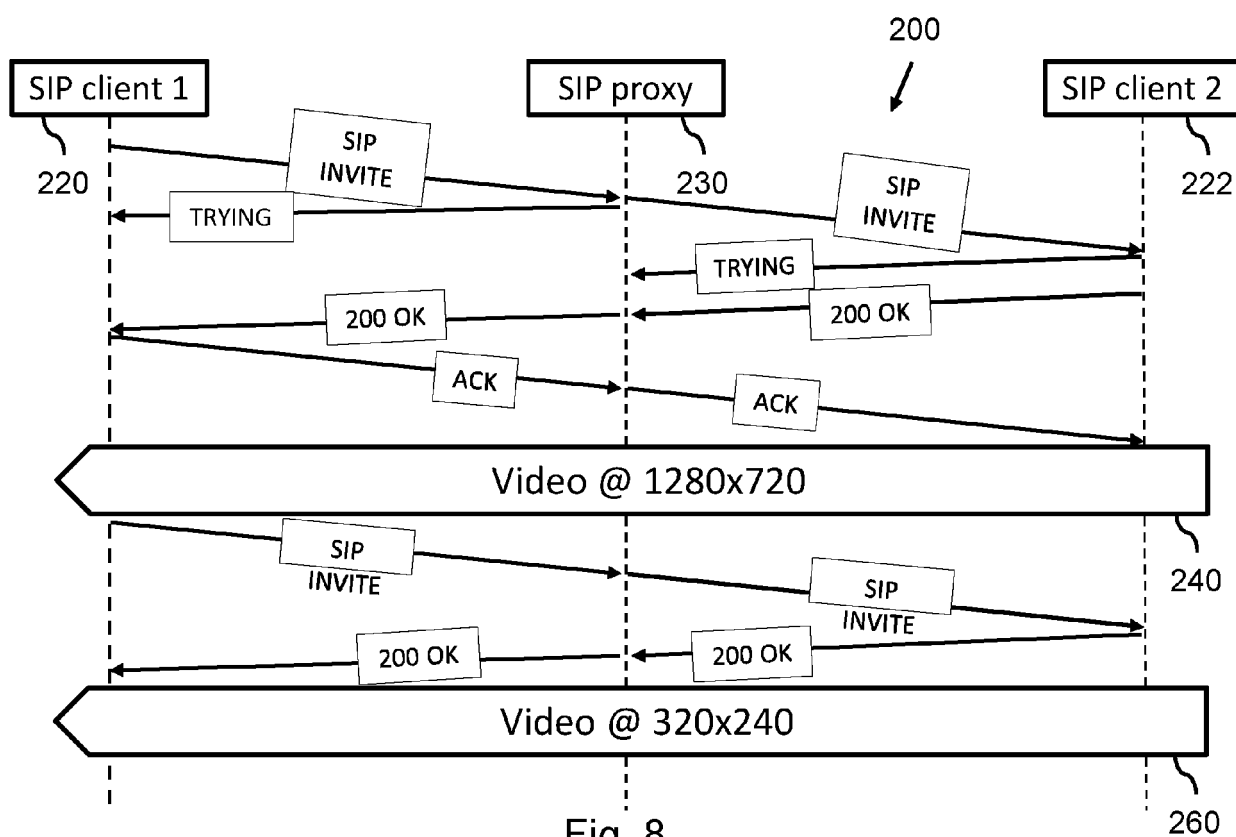 200
SIP client 1
SIP proxy
SIP client 2
220
230
222
SIP
INVITE
SIP
INVITE
TRYING
TRYING
200 OK
200 OK
ACK
ACK
Video @ 1280x720
240
SIP
INVITE
SIP
INVITE
200 OK
200 OK
Video @ 320x240
260
Fig. 8